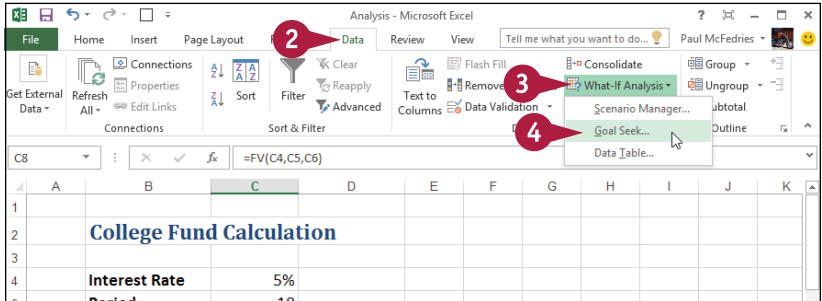 Analysis - Microsoft Excel
File Home Insert Page Layout 2 Data Review View Tell me what you want to do... Paul McFedries
Get External Data
Refresh All
Connections
Properties
Edit Links
Connections
Sort
Filter
Clear
Reapply
Advanced
Sort & Filter
Text to Columns
Flash Fill
Data Validation
Consolidate
3 What-If Analysis
Scenario Manager...
4 Goal Seek...
Data Table...
Group
Ungroup
Outline
C8 fx =FV(C4,C5,C6)
A B C D E F G H I J K
1
2 College Fund Calculation
3
4 Interest Rate 5%